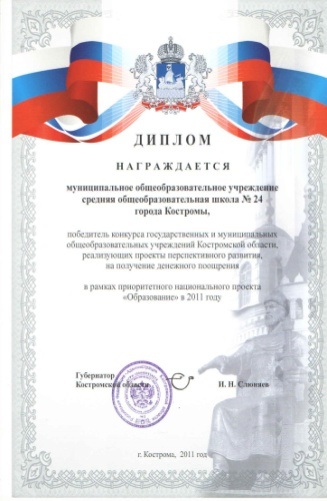 ДИПЛОМ
НАГРАЖДАЕТСЯ
муниципальное общеобразовательное учреждение
средняя общеобразовательная школа № 24
города Костромы,
победитель конкурса государственных и муниципальных
общеобразовательных учреждений Костромской области,
реализующих проекты перспективного развития,
на получение денежного поощрения
в рамках приоритетного национального проекта
«Образование» в 2011 году
Губернатор
Костромской области
И. Н. Слюняев
г. Кострома, 2011 год